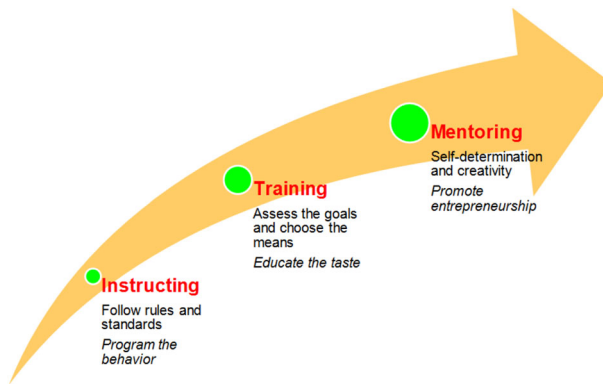 Mentoring
Self-determination
and creativity
Promote
entrepreneurship
Training
Assess the goals
and choose the
means
Educate the taste
Instructing
Follow rules and
standards
Program the
behavior